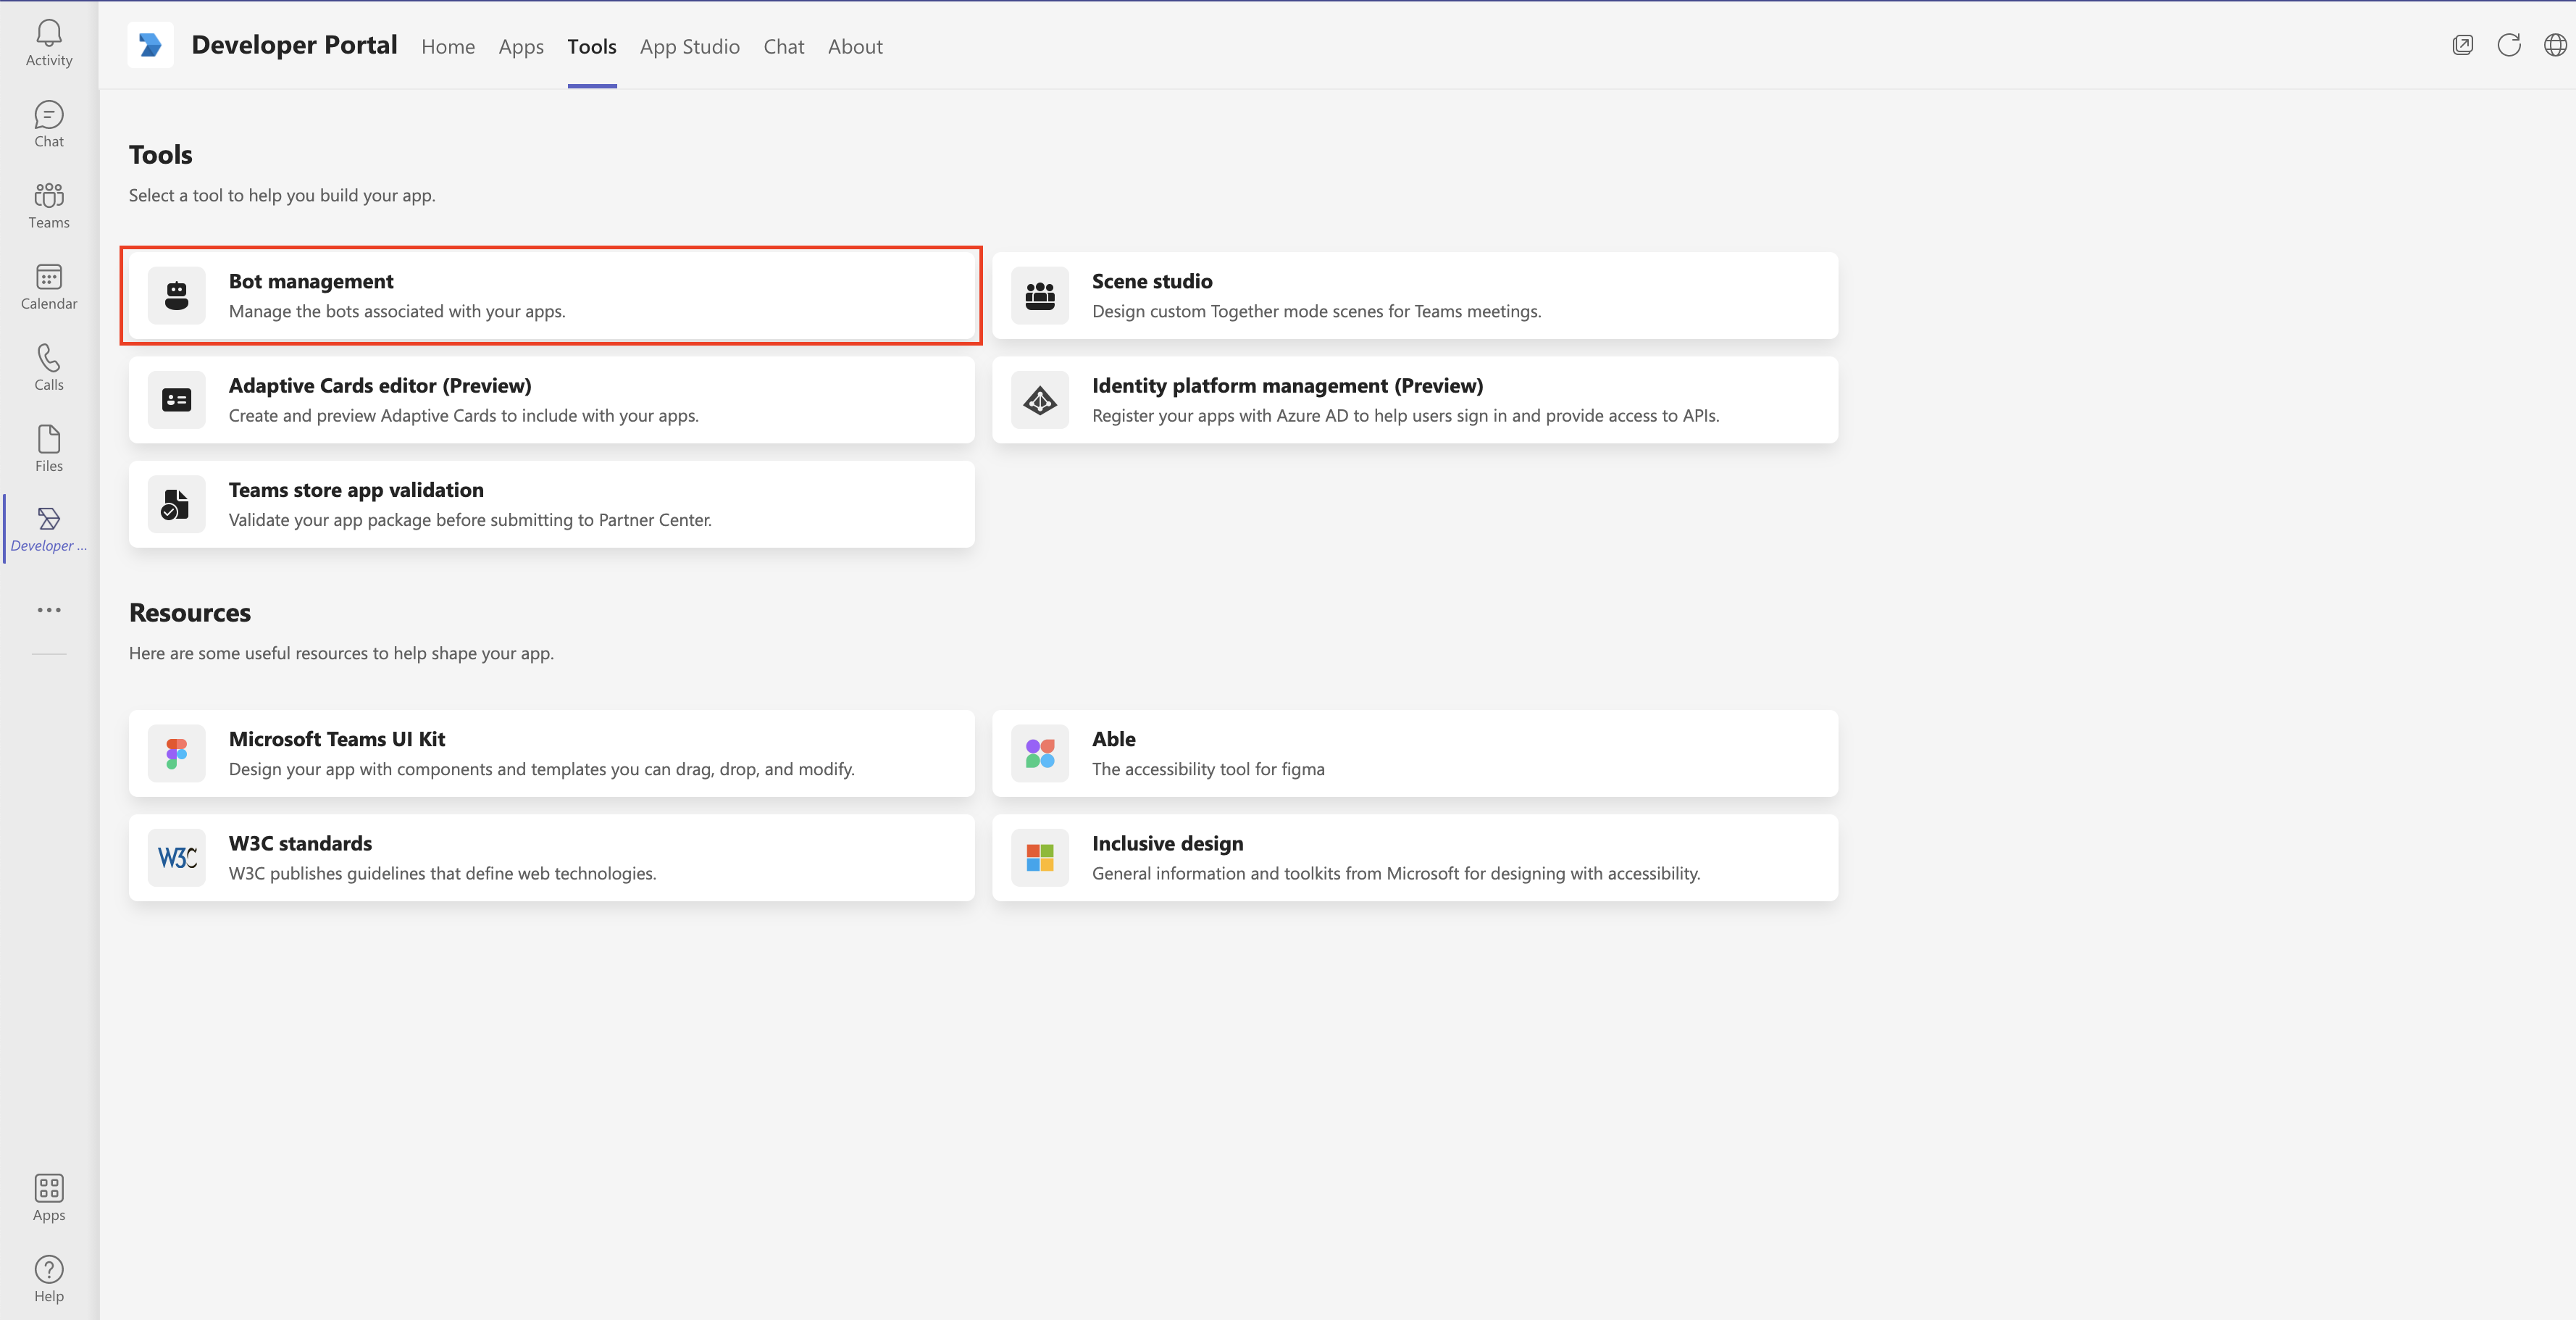 Activity
Chat
Teams
Calendar
Calls
Files
Developer ...
Apps
Help
Developer Portal Home Apps Tools App Studio Chat About
Tools
Select a tool to help you build your app.
Bot management
Manage the bots associated with your apps.
Scene studio
Design custom Together mode scenes for Teams meetings.
Adaptive Cards editor (Preview)
Create and preview Adaptive Cards to include with your apps.
Identity platform management (Preview)
Register your apps with Azure AD to help users sign in and provide access to APIs.
Teams store app validation
Validate your app package before submitting to Partner Center.
Resources
Here are some useful resources to help shape your app.
Microsoft Teams UI Kit
Design your app with components and templates you can drag, drop, and modify.
Able
The accessibility tool for figma
W3C
W3C standards
W3C publishes guidelines that define web technologies.
Inclusive design
General information and toolkits from Microsoft for designing with accessibility.